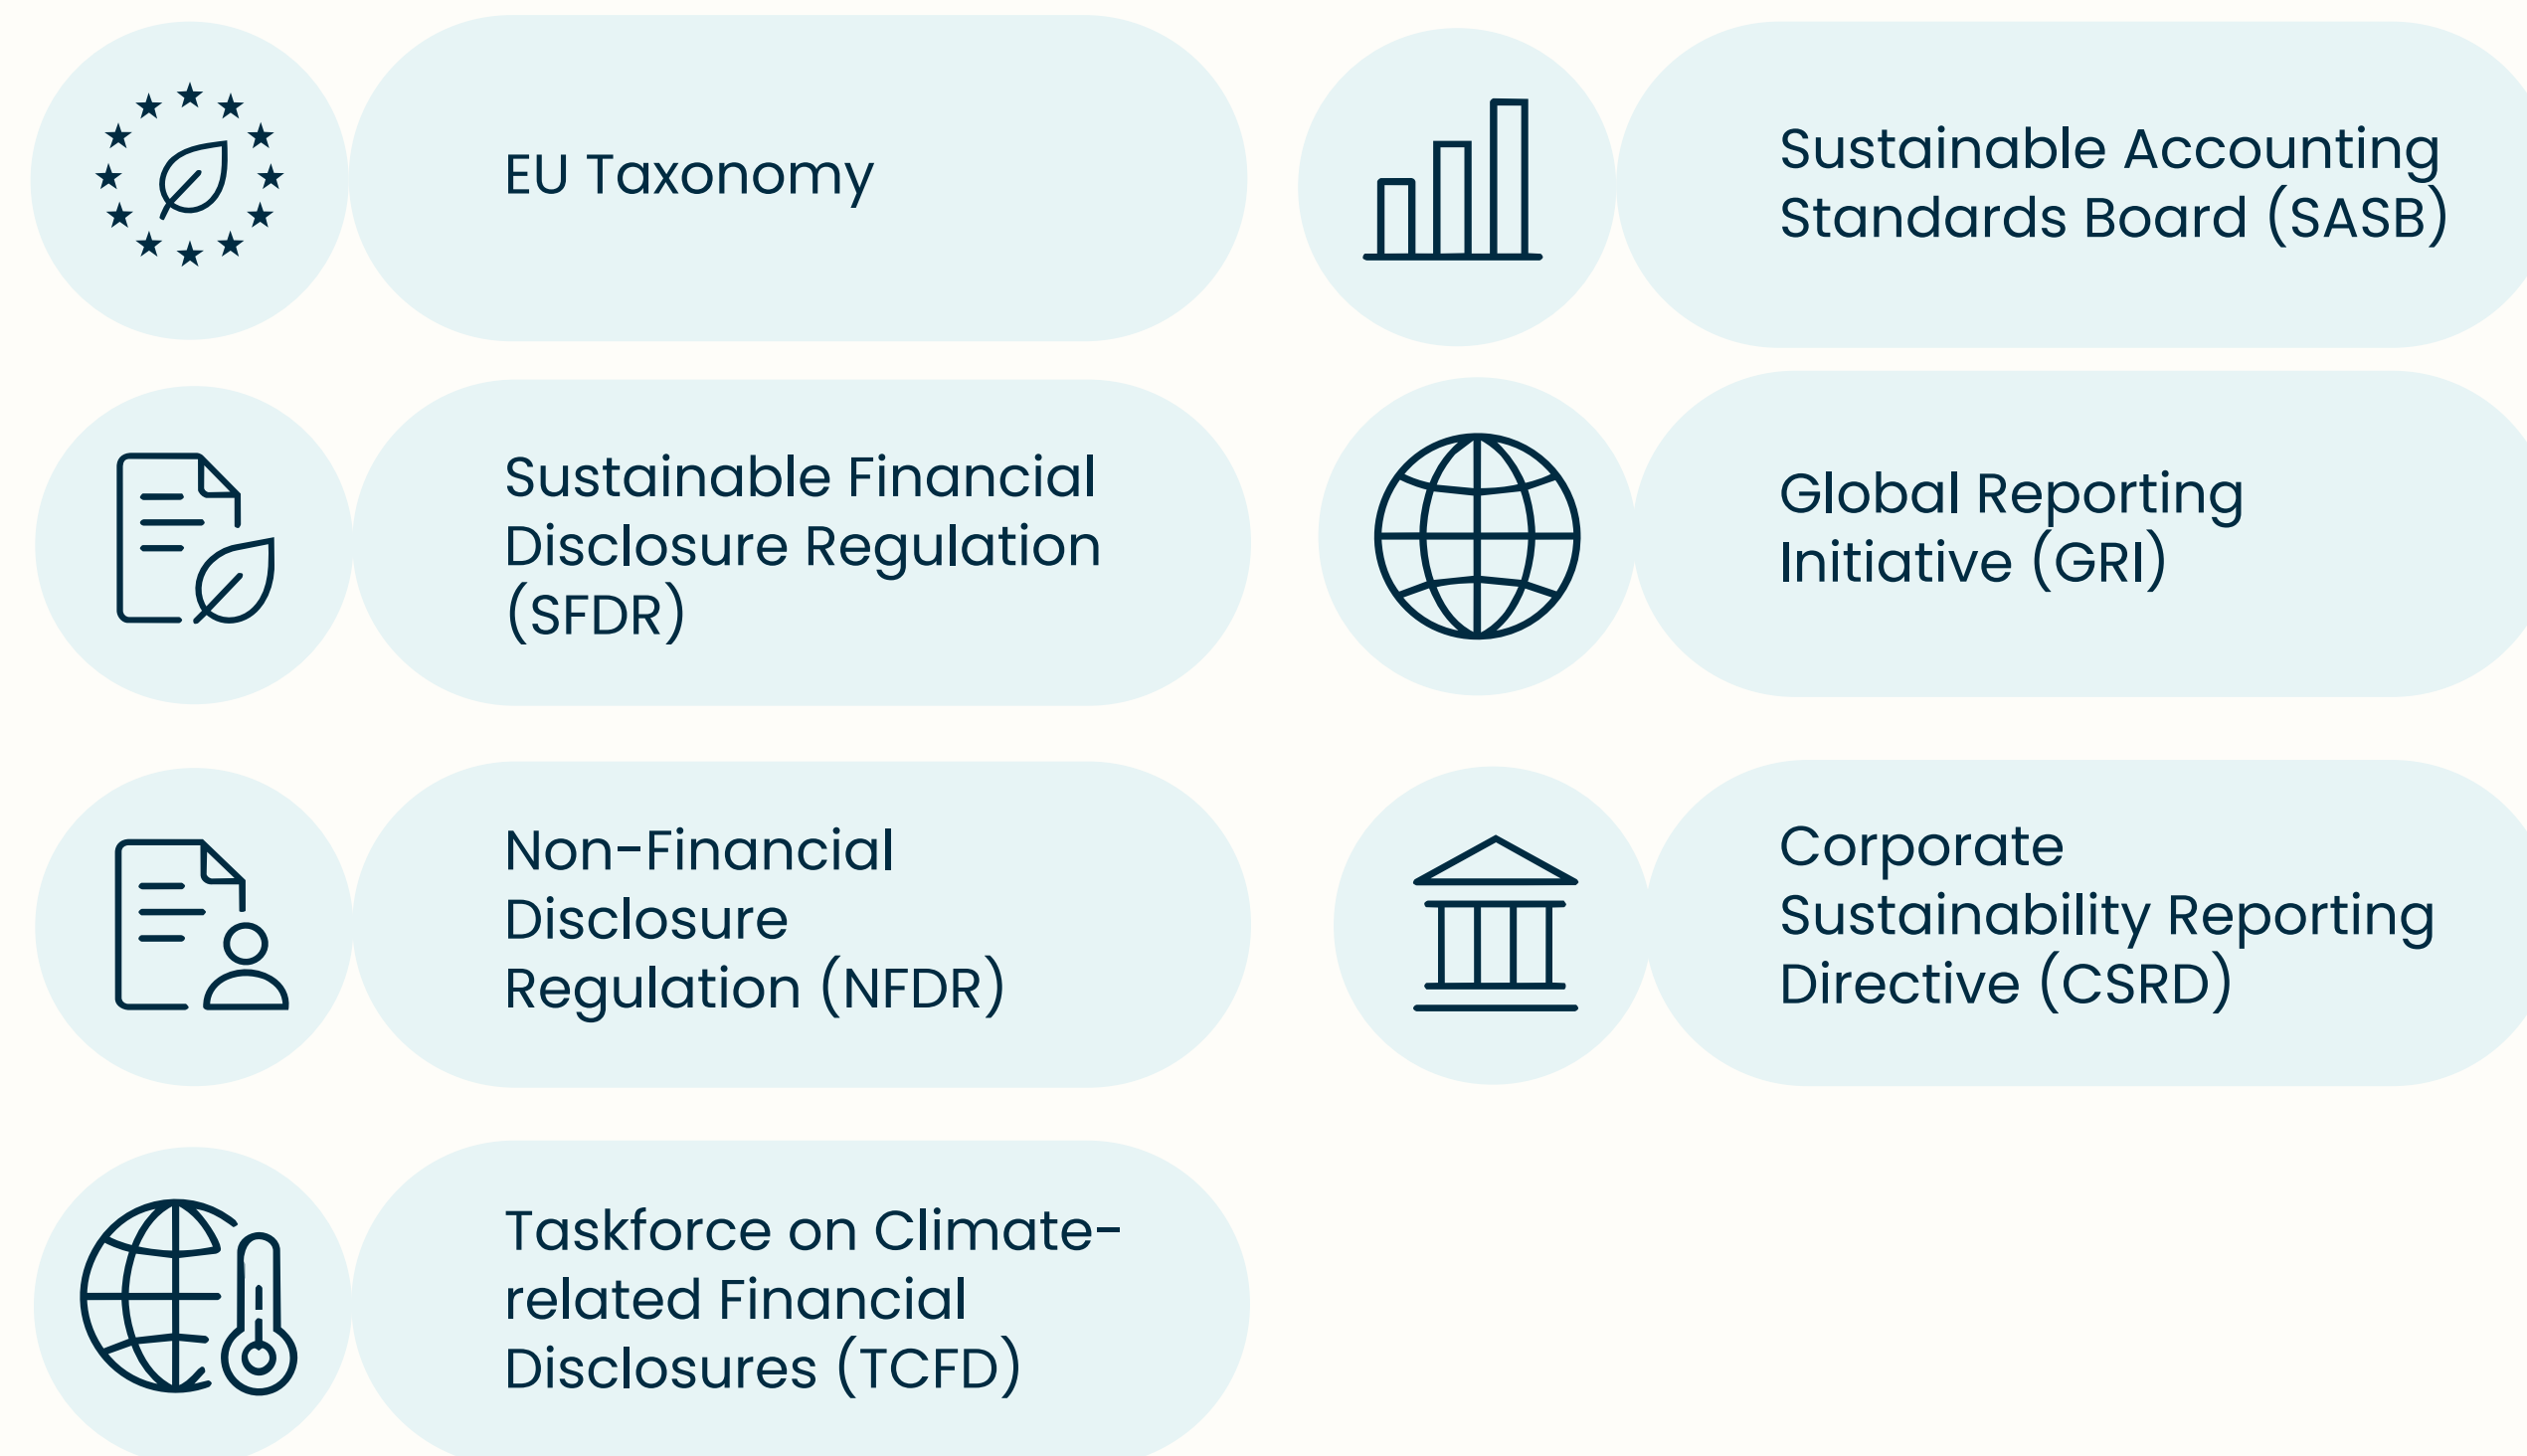 EU Taxonomy
Sustainable Financial
Disclosure Regulation
(SFDR)
Non-Financial
Disclosure
Regulation (NFDR)
Taskforce on Climate-
related Financial
Disclosures (TCFD)
Sustainable Accounting
Standards Board (SASB)
Global Reporting
Initiative (GRI)
Corporate
Sustainability Reporting
Directive (CSRD)